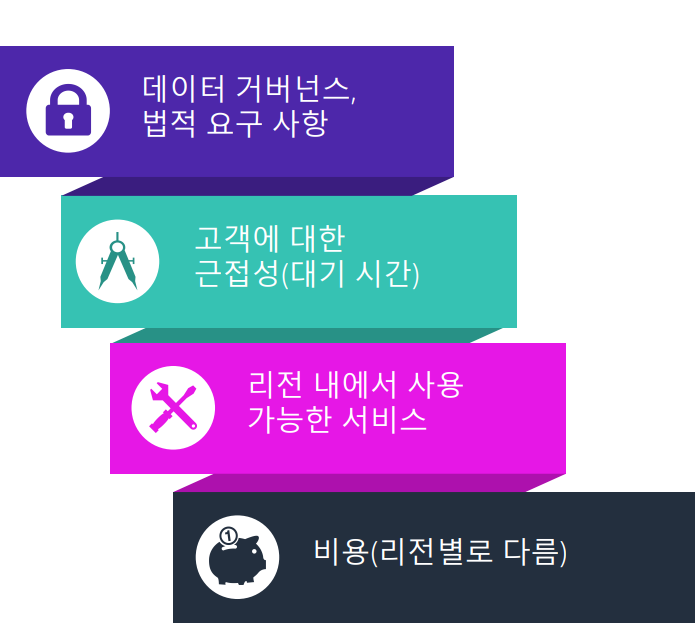 데이터 거버넌스,
법적 요구 사항
고객에 대한
근접성(대기 시간)
리전 내에서 사용
가능한 서비스
1
비용(리전별로 다름)